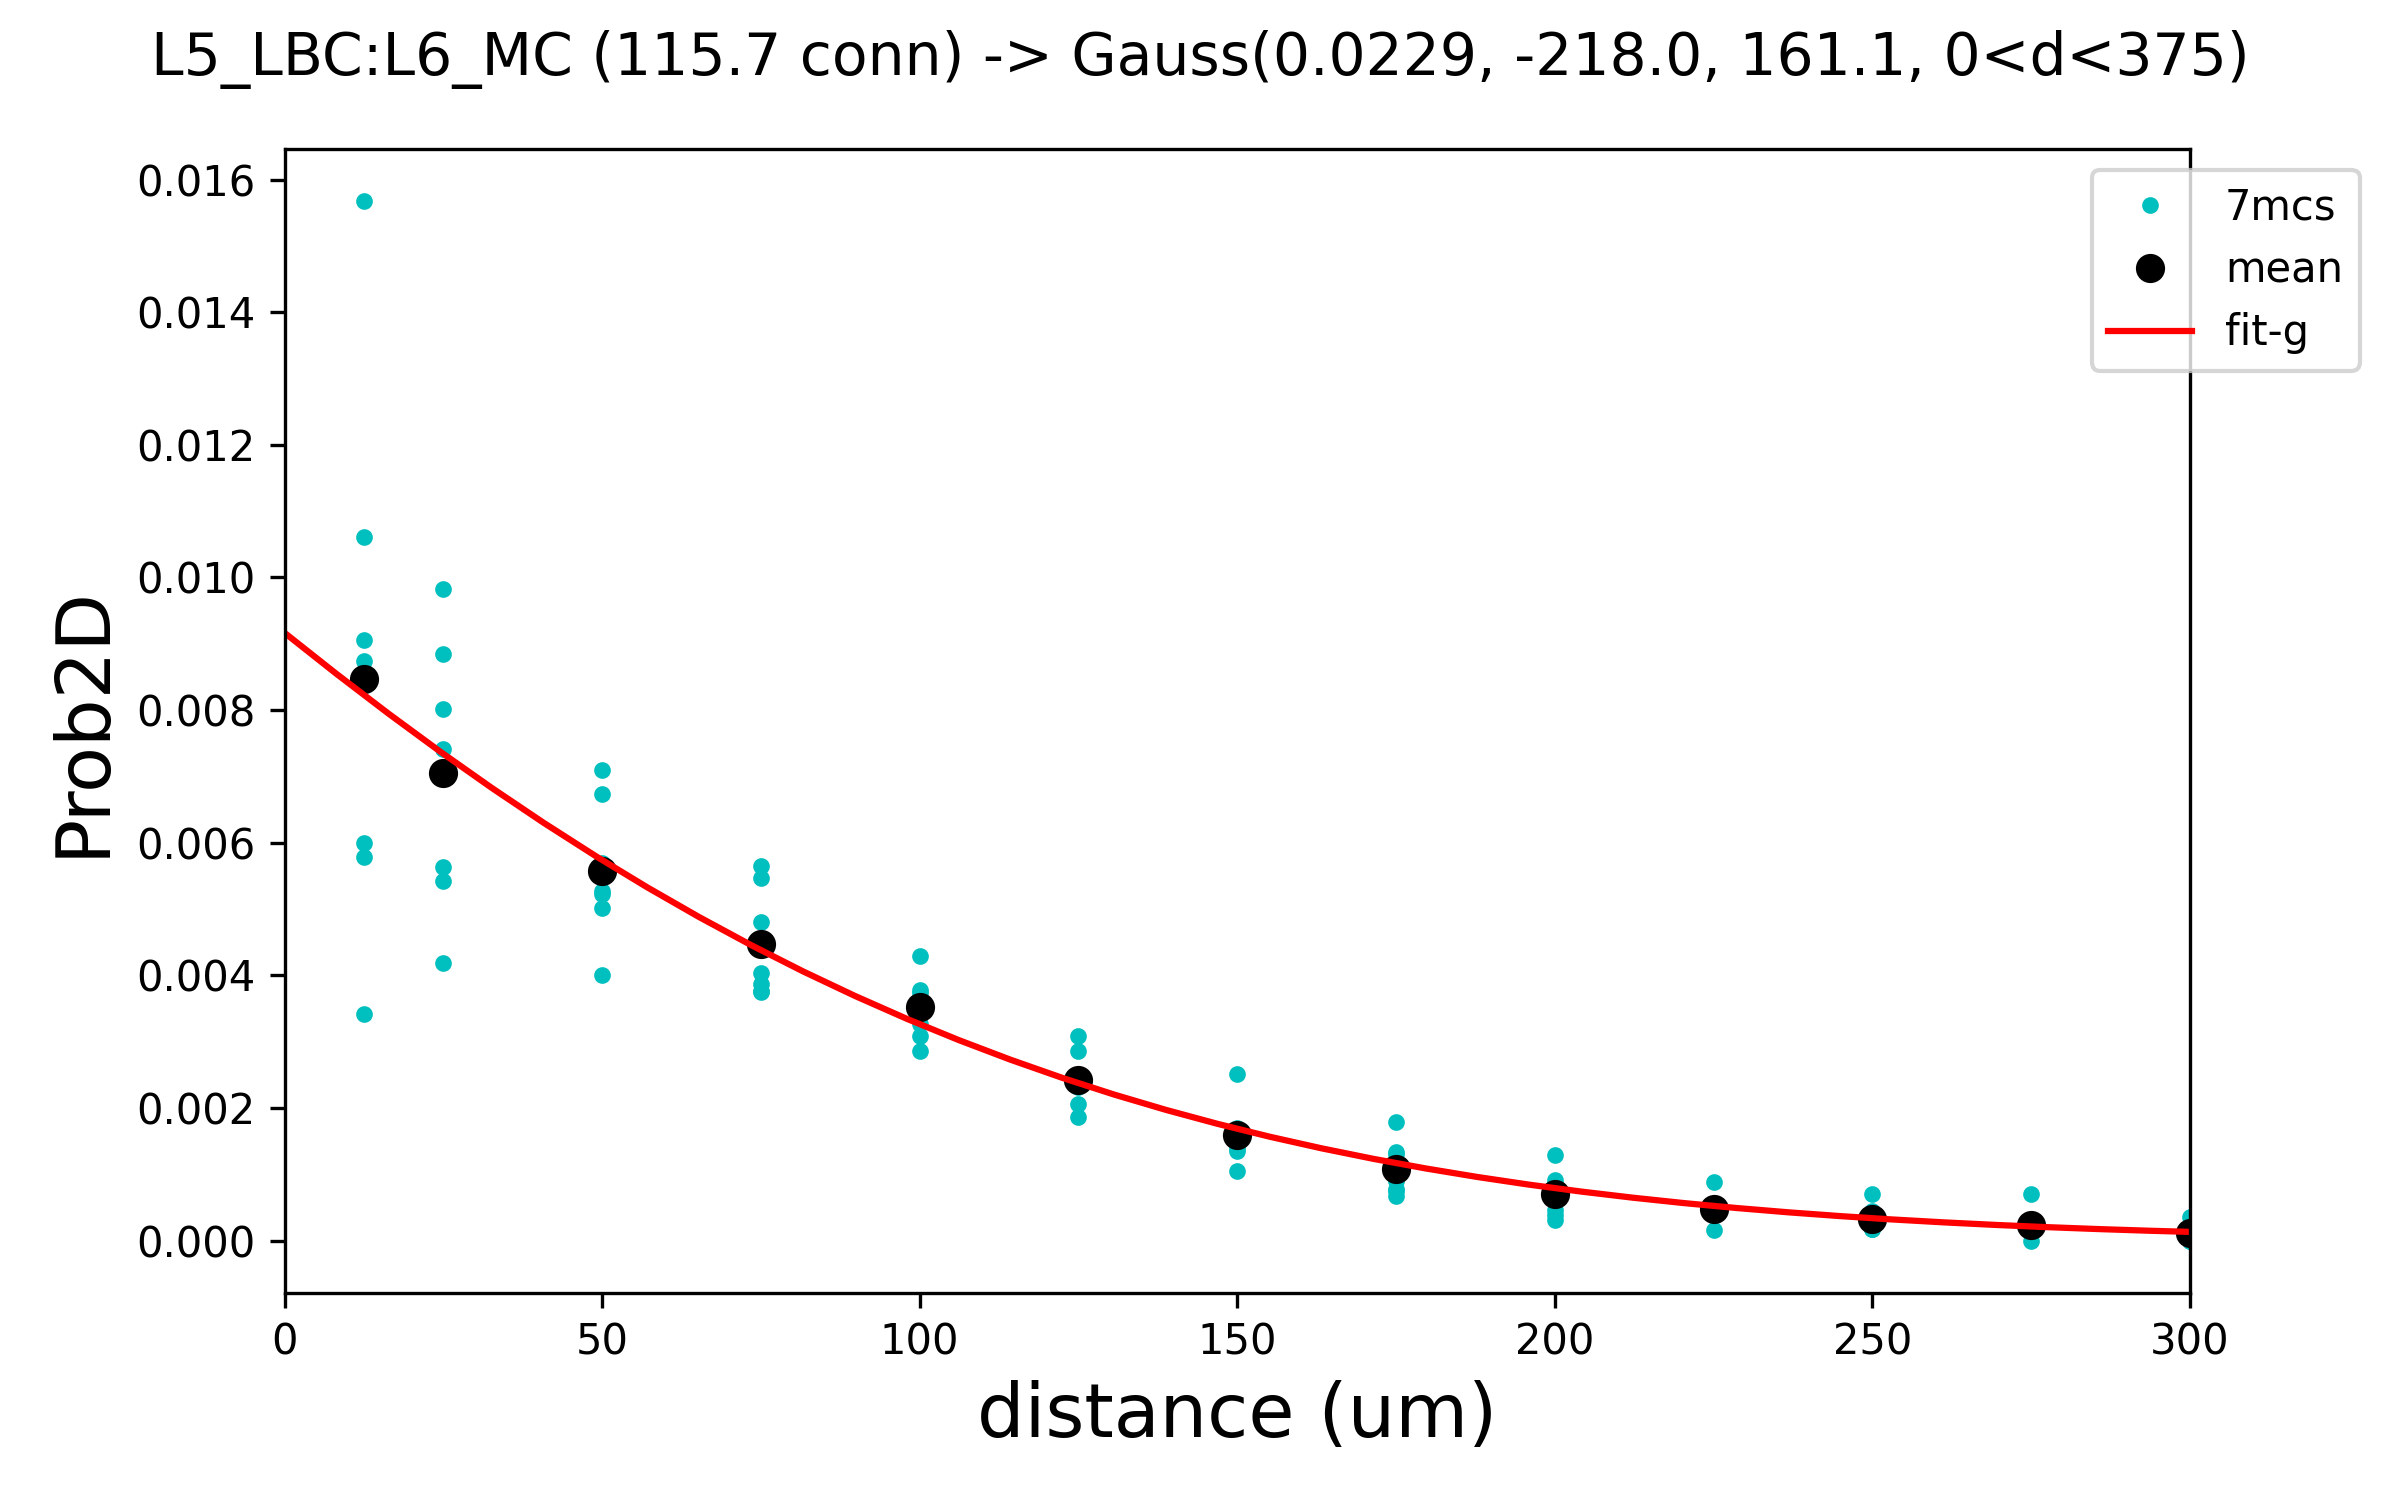 L5_LBC:L6_MC (115.7 conn) -> Gauss(0.0229, -218.0, 161.1, 0<d<375)
7mcs
mean
fit-g
Prob2D
0.016
0.014
0.012
0.010
0.008
0.006
0.004
0.002
0.000
0 50 100 150 200 250 300
distance (um)